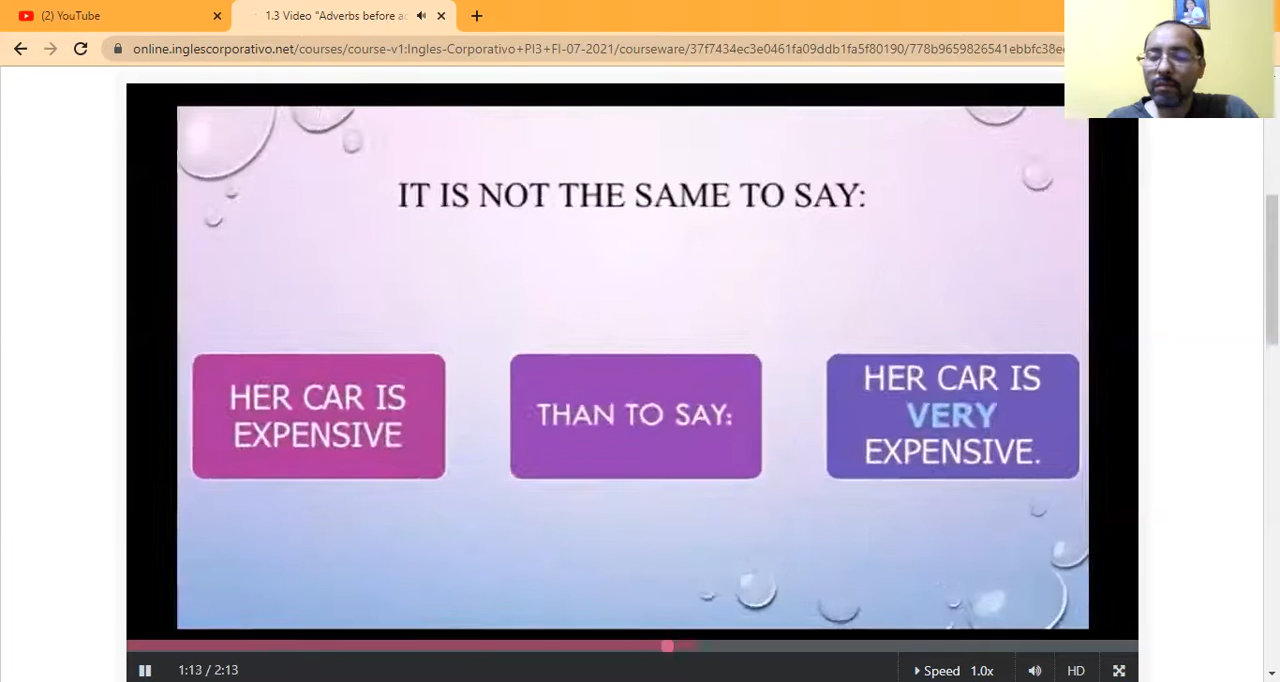 (2) YouTube
1.3 Video "Adverbs before
online.inglescorporativo.net/courses/course-v1:Ingles-Corporativo+PI3+FI-07-2021/courseware/37f7434ec3e0461fa09ddb1fa5f80190/778b9659826541ebbfc38e
IT IS NOT THE SAME TO SAY:
HER CAR IS
EXPENSIVE
THAN TO SAY:
HER CAR IS
VERY
EXPENSIVE.
1:13 / 2:13
Speed 1.0x
HD